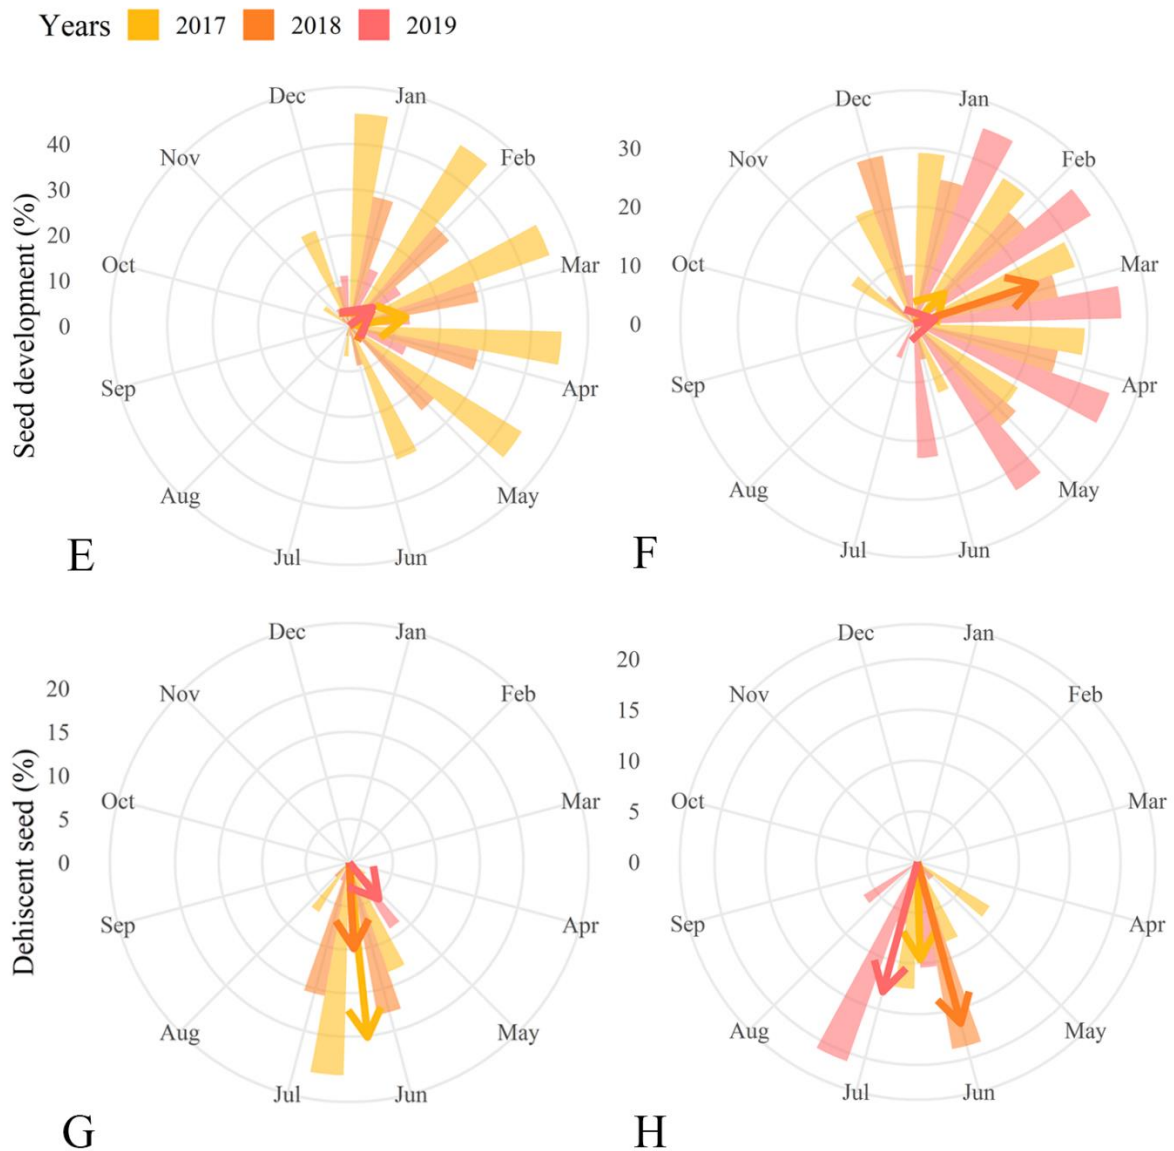 Years 2017 2018 2019
Seed development (%)
40
30
20
10
0
Dec Jan
Nov Feb
Oct Mar
Sep Apr
Aug May
Jul Jun
E
30
20
10
0
Dec Jan
Nov Feb
Oct Mar
Sep Apr
Aug May
Jul Jun
F
Dehiscent seed (%)
20
15
10
5
0
Dec Jan
Nov Feb
Oct Mar
Sep Apr
Aug May
Jul Jun
G
20
15
10
5
0
Dec Jan
Nov Feb
Oct Mar
Sep Apr
Aug May
Jul Jun
H